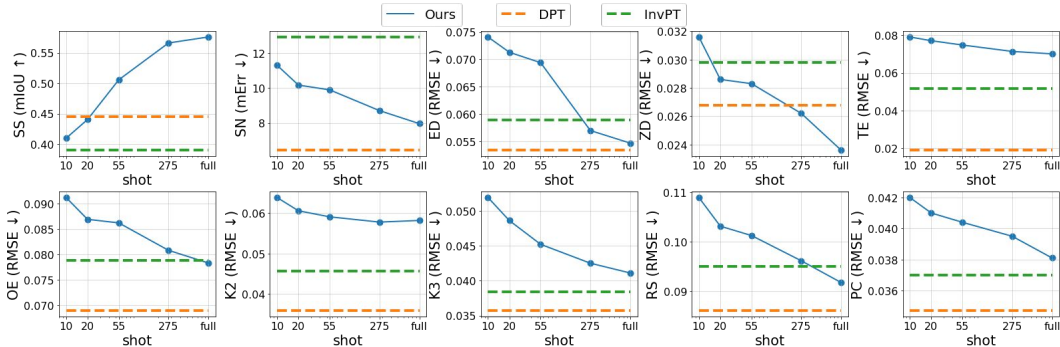 Ours DPT InvPT
SS (mIoU ↑)
0.55
0.50
0.45
0.40
10 20 55 275 full
shot
SN (mErr ↓)
12
10
8
10 20 55 275 full
shot
ED (RMSE ↓)
0.075
0.070
0.065
0.060
0.055
10 20 55 275 full
shot
ZD (RMSE ↓)
0.032
0.030
0.028
0.026
0.024
10 20 55 275 full
shot
TE (RMSE ↓)
0.08
0.06
0.04
0.02
10 20 55 275 full
shot
OE (RMSE ↓)
0.090
0.085
0.080
0.075
0.070
10 20 55 275 full
shot
K2 (RMSE ↓)
0.06
0.05
0.04
10 20 55 275 full
shot
K3 (RMSE ↓)
0.050
0.045
0.040
0.035
10 20 55 275 full
shot
RS (RMSE ↓)
0.11
0.10
0.09
10 20 55 275 full
shot
PC (RMSE ↓)
0.042
0.040
0.038
0.036
10 20 55 275 full
shot